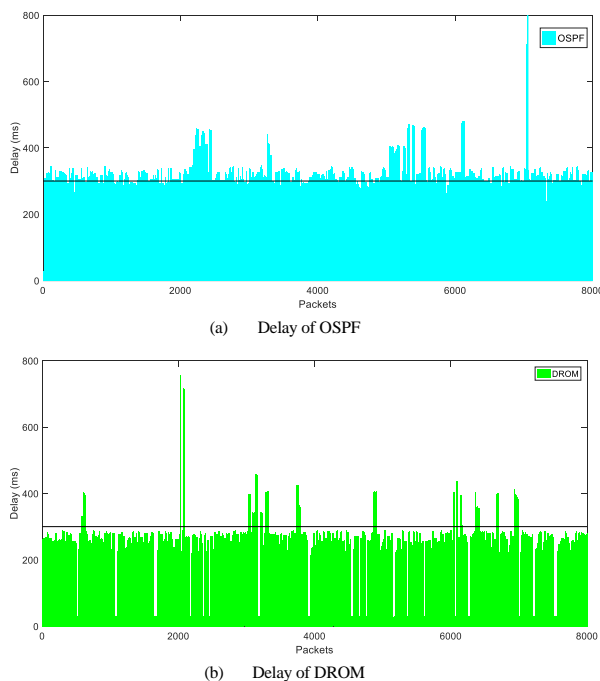 800
600
400
200
0
Delay (ms)
OSPF
0 2000 4000 6000 8000
Packets
(a) Delay of OSPF
800
600
400
200
0
Delay (ms)
DROM
0 2000 4000 6000 8000
Packets
(b) Delay of DROM